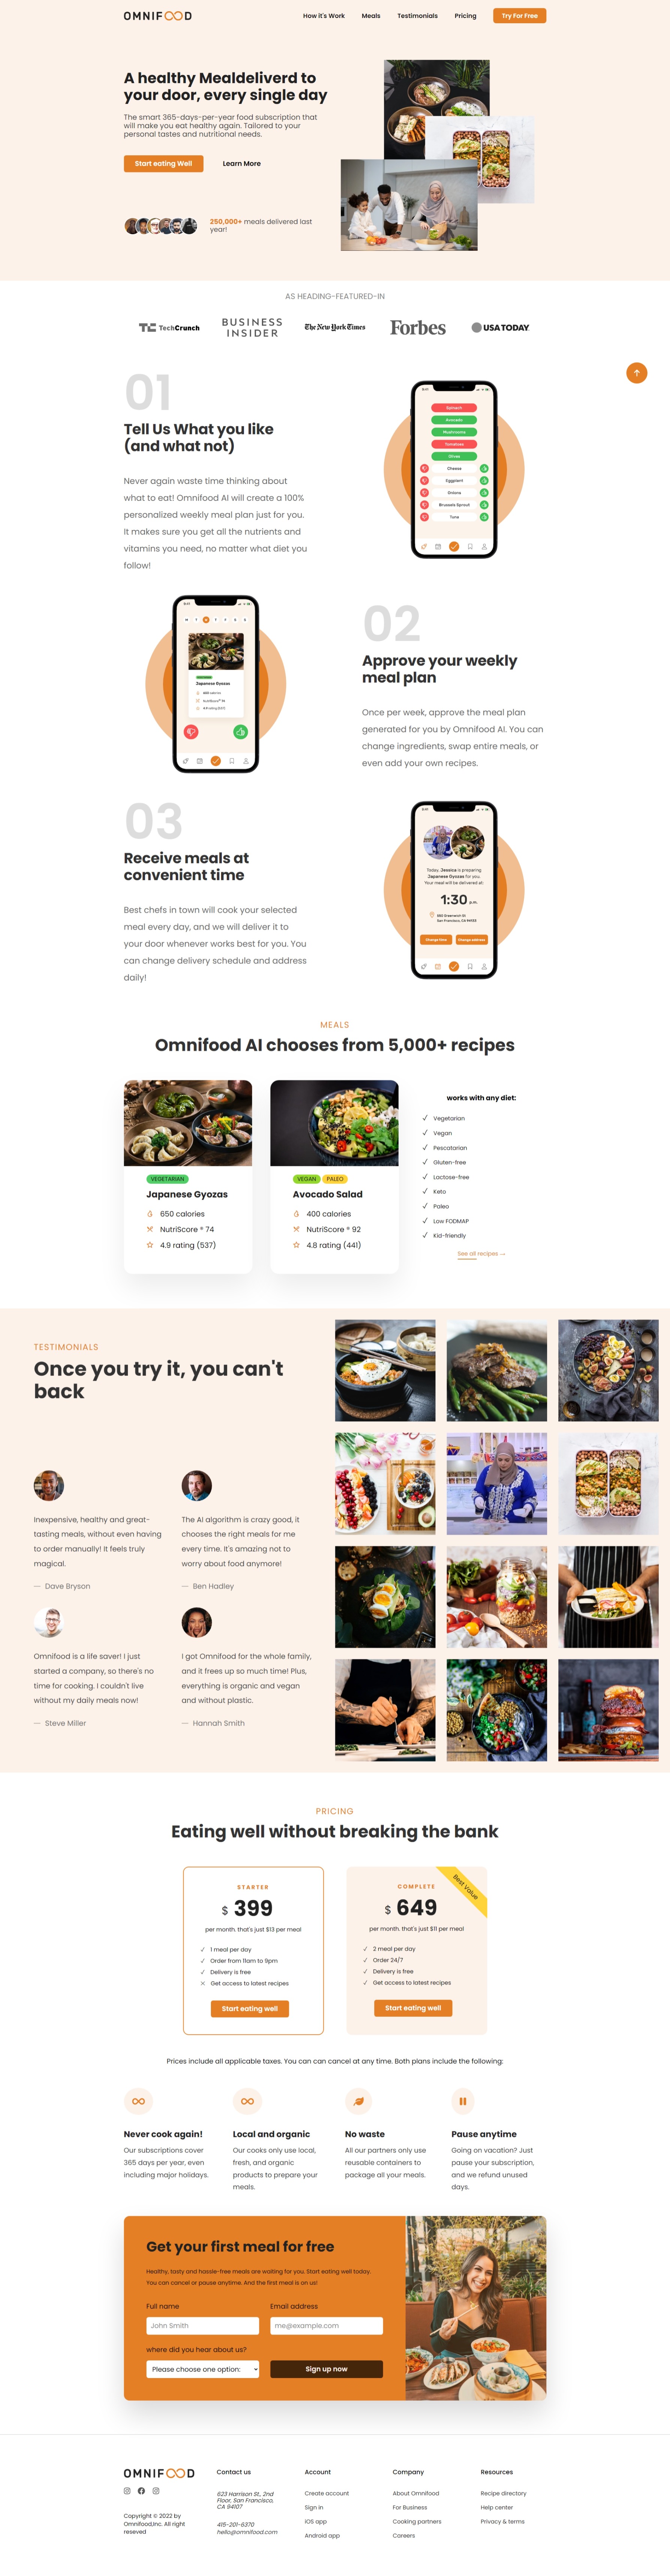 OMNIFOOD
How it's Work
Meals
Testimonials
Pricing
Try For Free
A healthy Mealdeliverd to
your door, every single day
The smart 365-days-per-year food subscription that
will make you eat healthy again. Tailored to your
personal tastes and nutritional needs.
Start eating Well
Learn More
250,000+ meals delivered last
year!
AS HEADING-FEATURED-IN
TechCrunch
BUSINESS
INSIDER
The New York Times
Forbes
USA TODAY
01
Tell Us What you like
(and what not)
Never again waste time thinking about
what to eat! Omnifood AI will create a 100%
personalized weekly meal plan just for you.
It makes sure you get all the nutrients and
vitamins you need, no matter what diet you
follow!
9:41
Spinach
Avocado
Mushrooms
Tomatoes
Olives
Cheese
Eggplant
Onions
Brussels Sprout
Tuna
9:41
M T W T F S S
Japanese Gyozas
650 calories
NutriScore® 74
4.9 rating (537)
02
Approve your weekly
meal plan
Once per week, approve the meal plan
generated for you by Omnifood AI. You can
change ingredients, swap entire meals, or
even add your own recipes.
03
Receive meals at
convenient time
Best chefs in town will cook your selected
meal every day, and we will deliver it to
your door whenever works best for you. You
can change delivery schedule and address
daily!
9:41
Today, Jessica is preparing
Japanese Gyozas for you.
Your meal will be delivered at:
1:30 p.m.
San Francisco, CA 94123
Change time
Change address
MEALS
Omnifood AI chooses from 5,000+ recipes
VEGETARIAN
Japanese Gyozas
650 calories
NutriScore ® 74
4.9 rating (537)
VEGAN
PALEO
Avocado Salad
400 calories
NutriScore ® 92
4.8 rating (441)
works with any diet:
Vegetarian
Vegan
Pescatarian
Gluten-free
Lactose-free
Keto
Paleo
Low FODMAP
Kid-friendly
See all recipes →
TESTIMONIALS
Once you try it, you can't
back
Inexpensive, healthy and great-
tasting meals, without even having
to order manually! It feels truly
magical.
— Dave Bryson
The AI algorithm is crazy good, it
chooses the right meals for me
every time. It's amazing not to
worry about food anymore!
— Ben Hadley
Omnifood is a life saver! I just
started a company, so there's no
time for cooking. I couldn't live
without my daily meals now!
— Steve Miller
I got Omnifood for the whole family,
and it frees up so much time! Plus,
everything is organic and vegan
and without plastic.
— Hannah Smith
PRICING
Eating well without breaking the bank
STARTER
$ 399
per month. that's just $13 per meal
1 meal per day
Order from 11am to 9pm
Delivery is free
Get access to latest recipes
Start eating well
Best value
COMPLETE
$ 649
per month. that's just $11 per meal
2 meal per day
Order 24/7
Delivery is free
Get access to latest recipes
Start eating well
Prices include all applicable taxes. You can can cancel at any time. Both plans include the following:
Never cook again!
Our subscriptions cover
365 days per year, even
including major holidays.
Local and organic
Our cooks only use local,
fresh, and organic
products to prepare your
meals.
No waste
All our partners only use
reusable containers to
package all your meals.
Pause anytime
Going on vacation? Just
pause your subscription,
and we refund unused
days.
Get your first meal for free
Healthy, tasty and hassle-free meals are waiting for you. Start eating well today.
You can cancel or pause anytime. And the first meal is on us!
Full name
Email address
John Smith
me@example.com
where did you hear about us?
Please choose one option:
Sign up now
OMNIFOOD
Copyright © 2022 by
Omnifood,Inc. All right
reseved
Contact us
623 Harrison St., 2nd
Floor, San Francisco,
CA 94107
415-201-6370
hello@omnifood.com
Account
Create account
Sign in
iOS app
Android app
Company
About Omnifood
For Business
Cooking partners
Careers
Resources
Recipe directory
Help center
Privacy & terms